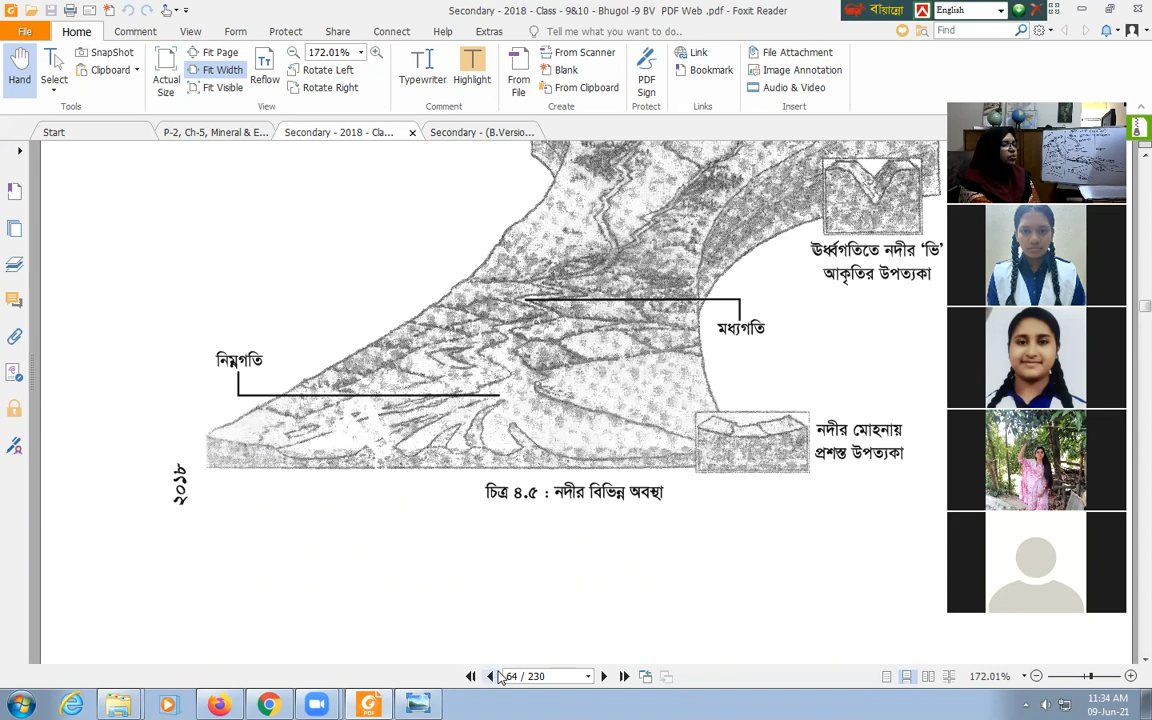 Secondary - 2018 - Class - 9&10 - Bhugol -9 BV PDF Web .pdf - Foxit Reader
বাঁয়ান্নো
English
File Home Comment View Form Protect Share Connect Help Extras Tell me what you want to do.. Find
Hand
Select
SnapShot
Clipboard
Tools
Actual Size
Fit Page
Fit Width
Fit Visible
Reflow
172.01%
Rotate Left
Rotate Right
View
Typewriter
Highlight
Comment
From File
From Scanner
Blank
From Clipboard
Create
PDF Sign
Protect
Link
Bookmark
Links
File Attachment
Image Annotation
Audio & Video
Insert
Start
P-2, Ch-5, Mineral & E...
Secondary - 2018 - Cla...
Secondary - (B.Versio...
ঊর্ধ্বগতিতে নদীর ‘ভি’
আকৃতির উপত্যকা
মধ্যগতি
নিম্নগতি
নদীর মোহনায়
প্রশস্ত উপত্যকা
২০১৮
চিত্র ৪.৫ : নদীর বিভিন্ন অবস্থা
64 / 230
172.01%
PDF
11:34 AM
09-Jun-21